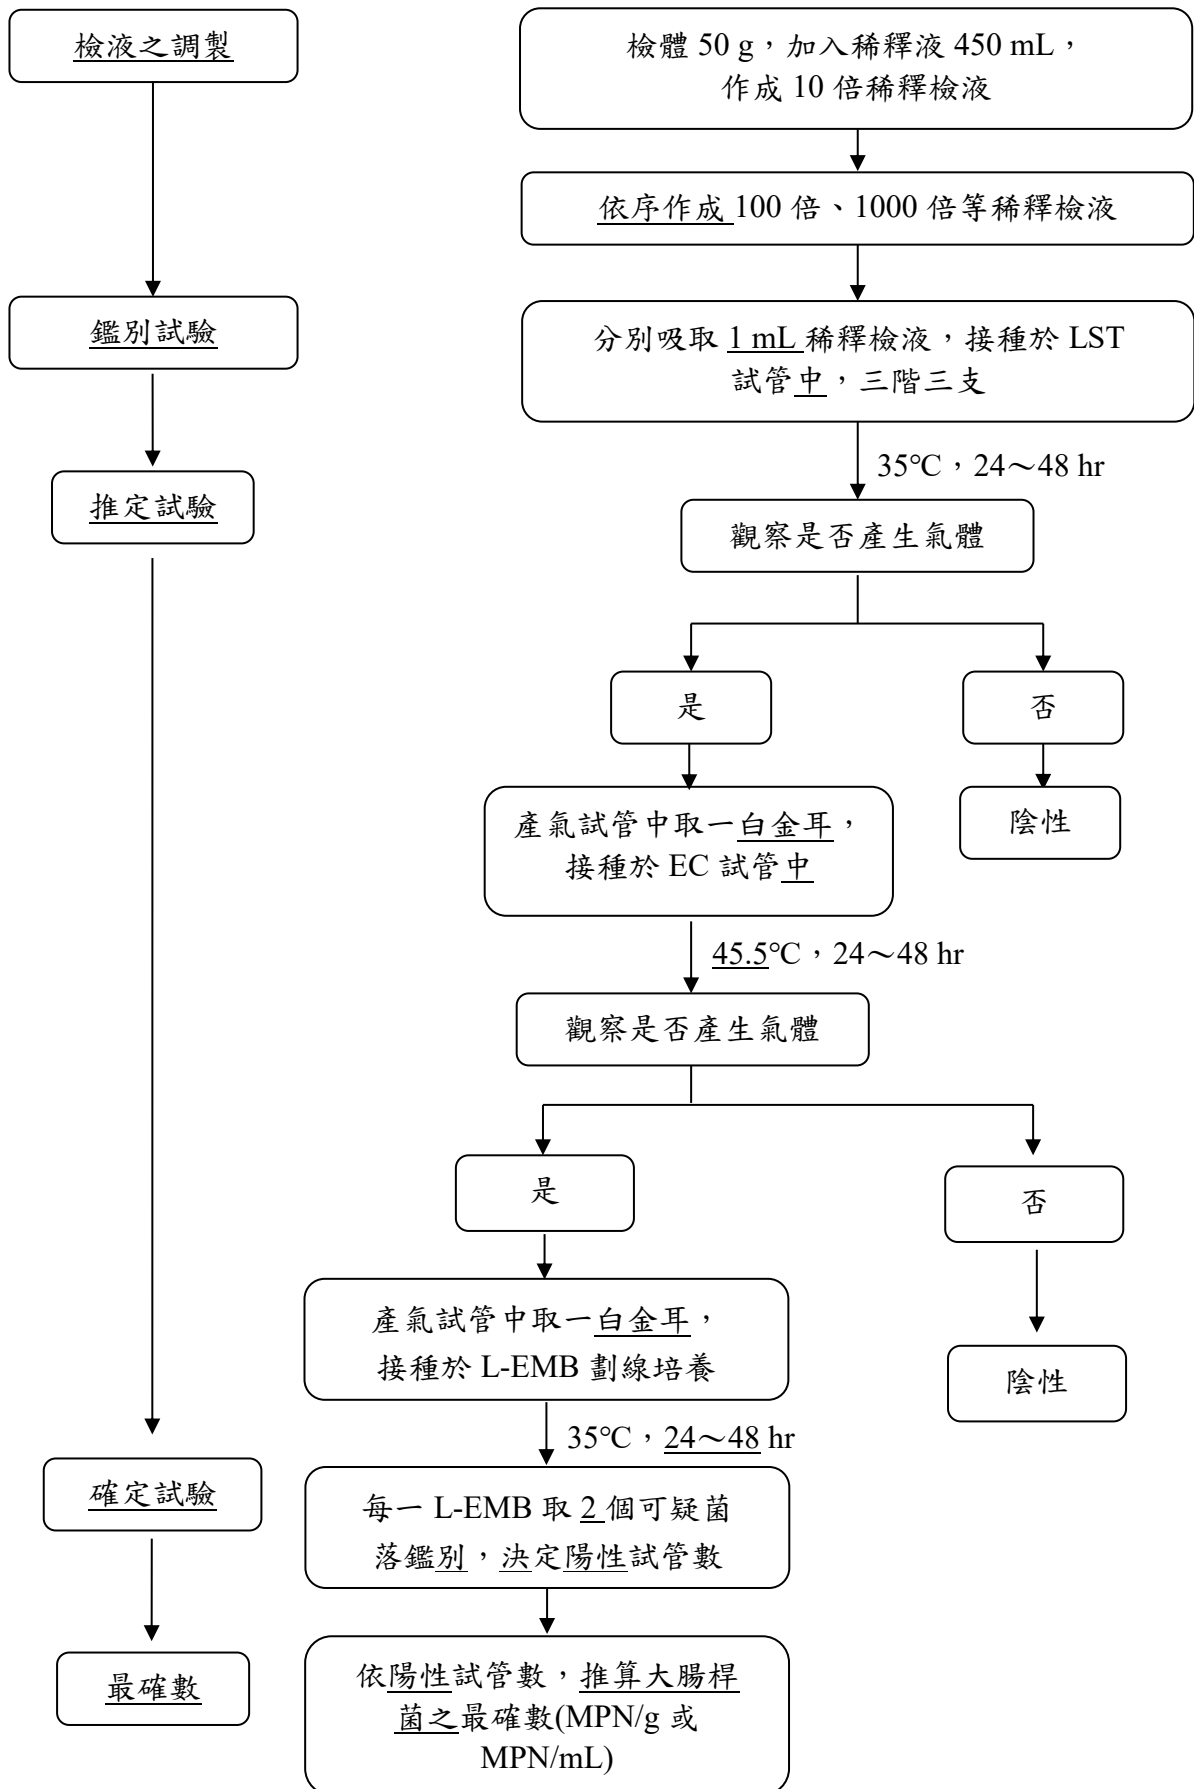 檢液之調製
鑑別試驗
推定試驗
確定試驗
最確數
檢體 50 g，加入稀釋液 450 mL，
作成 10 倍稀釋檢液
依序作成 100 倍、1000 倍等稀釋檢液
分別吸取 1 mL 稀釋檢液，接種於 LST
試管中，三階三支
35℃，24～48 hr
觀察是否產生氣體
是
否
產氣試管中取一白金耳，
接種於 EC 試管中
陰性
45.5℃，24～48 hr
觀察是否產生氣體
是
否
產氣試管中取一白金耳，
接種於 L-EMB 劃線培養
陰性
35℃，24～48 hr
每一 L-EMB 取 2 個可疑菌
落鑑別，決定陽性試管數
依陽性試管數，推算大腸桿
菌之最確數(MPN/g 或
MPN/mL)